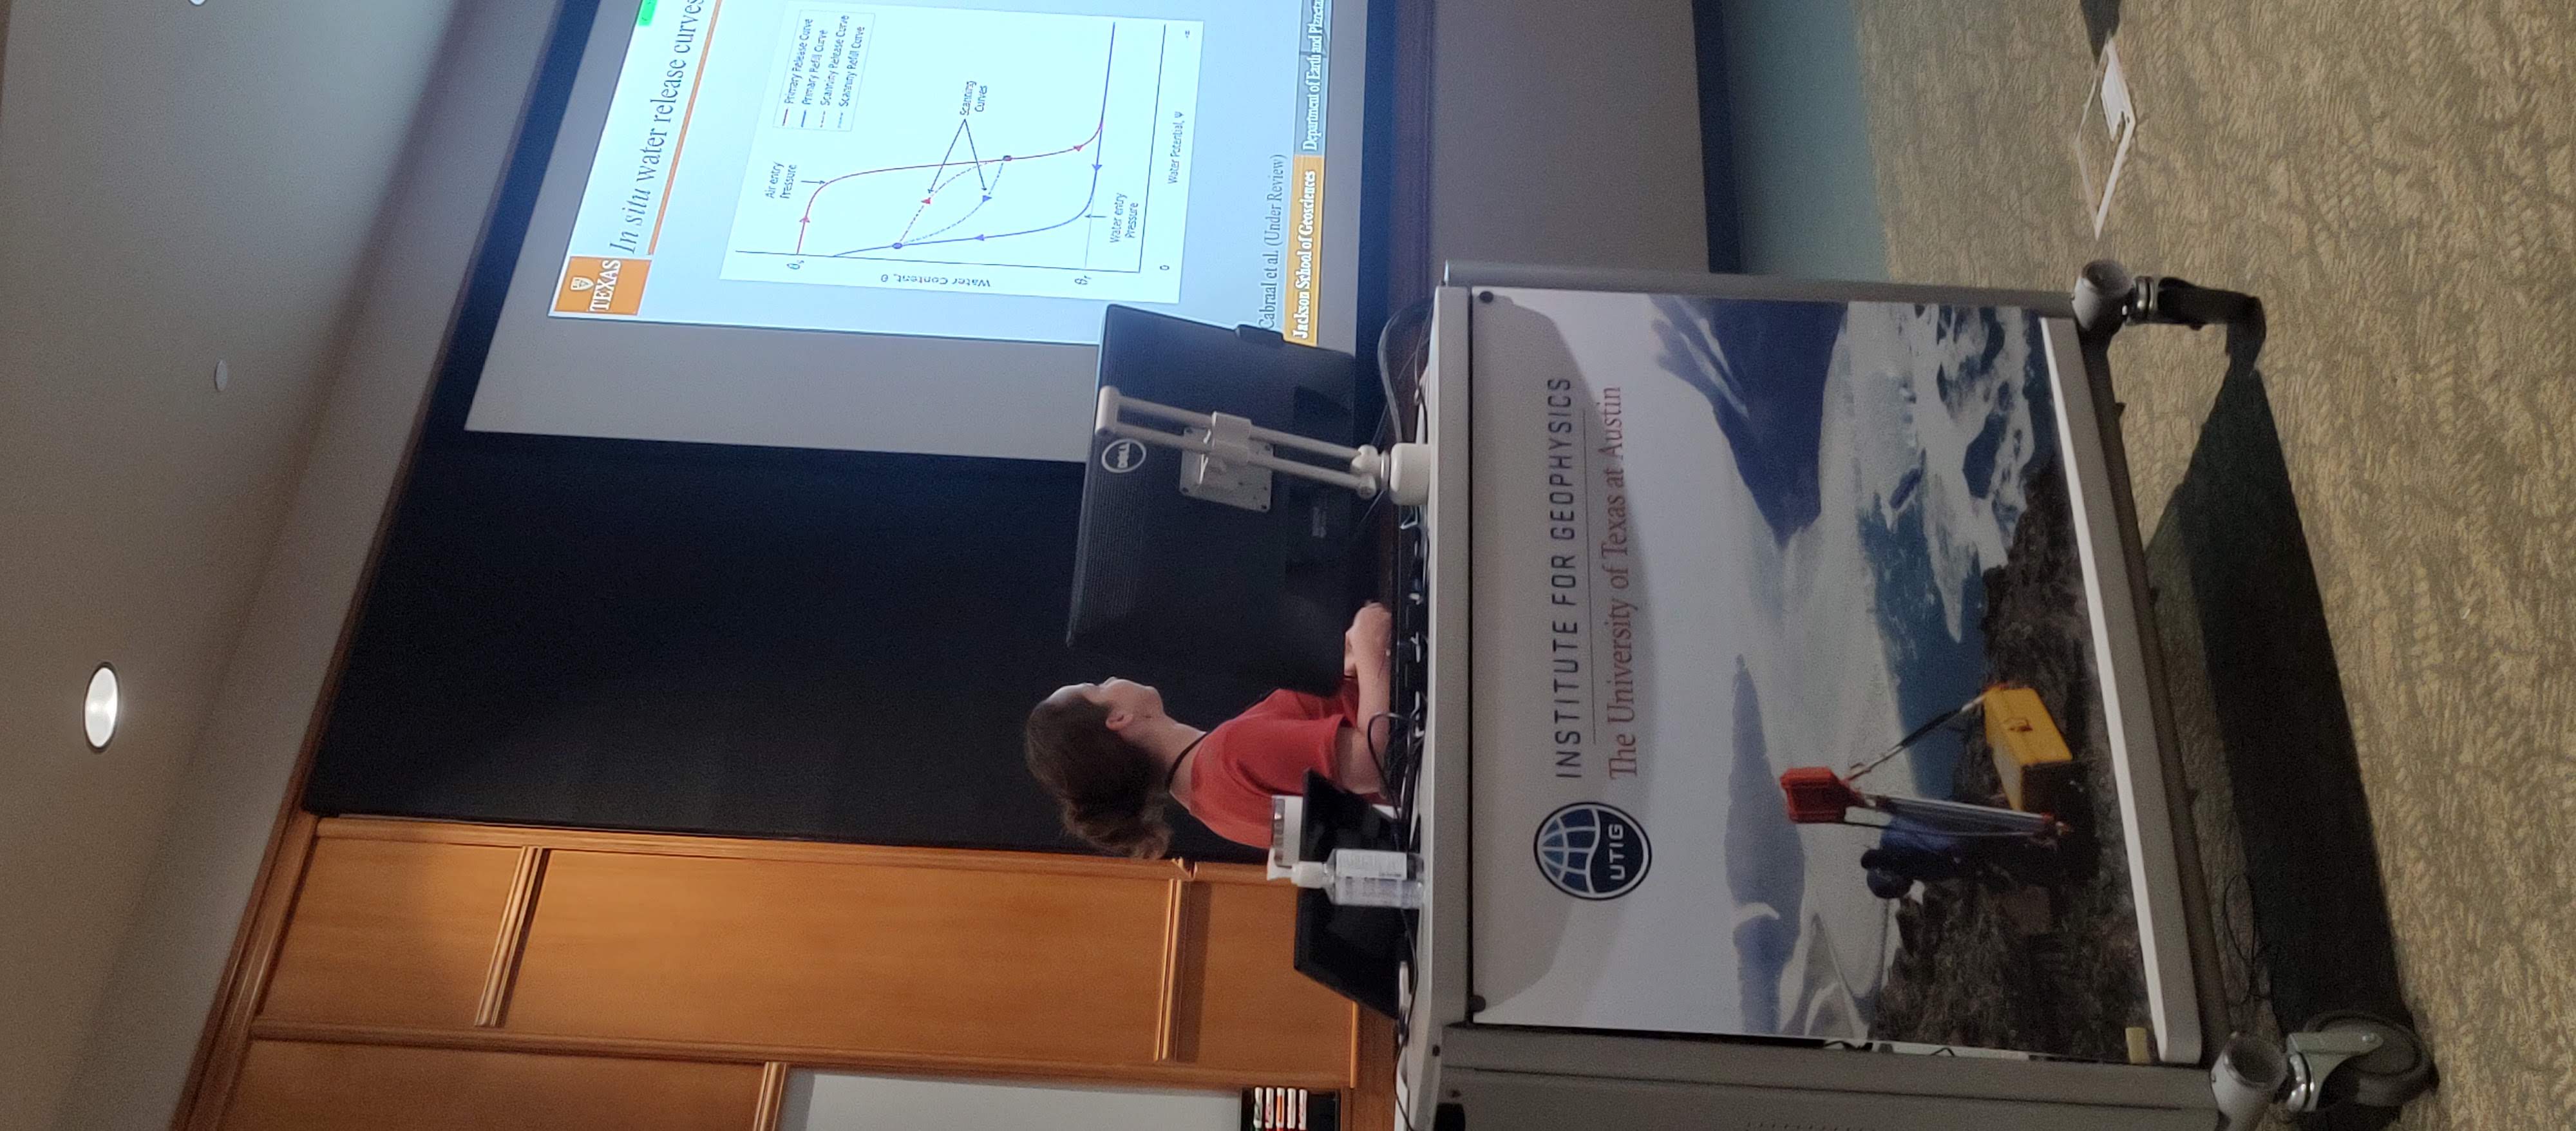 TEXAS
In situ water release curves
Air entry
Pressure
Primary Release Curve
Primary Refill Curve
Scanning Release Curve
Scanning Refill Curve
θs
Water Content, θ
Scanning
Curves
θr
Water entry
Pressure
0
Water Potential, Ψ
Cabraal et al. (Under Review)
Jackson School of Geosciences
Department of Earth and Planeta
DELL
UTIG
INSTITUTE FOR GEOPHYSICS
The University of Texas at Austin